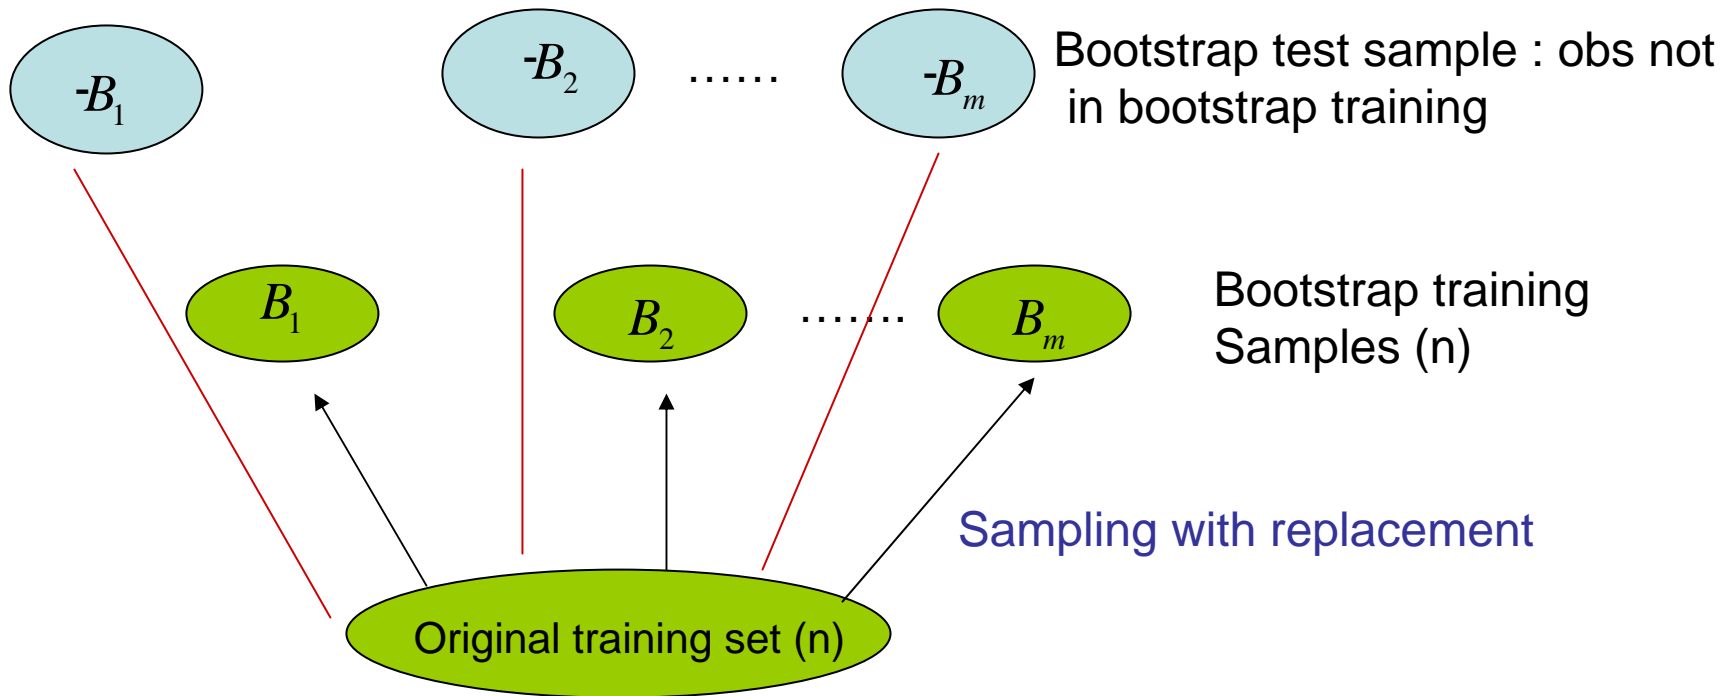 -B₁
-B₂
......
-Bₘ
Bootstrap test sample : obs not
in bootstrap training
B₁
B₂
.......
Bₘ
Bootstrap training
Samples (n)
Sampling with replacement
Original training set (n)